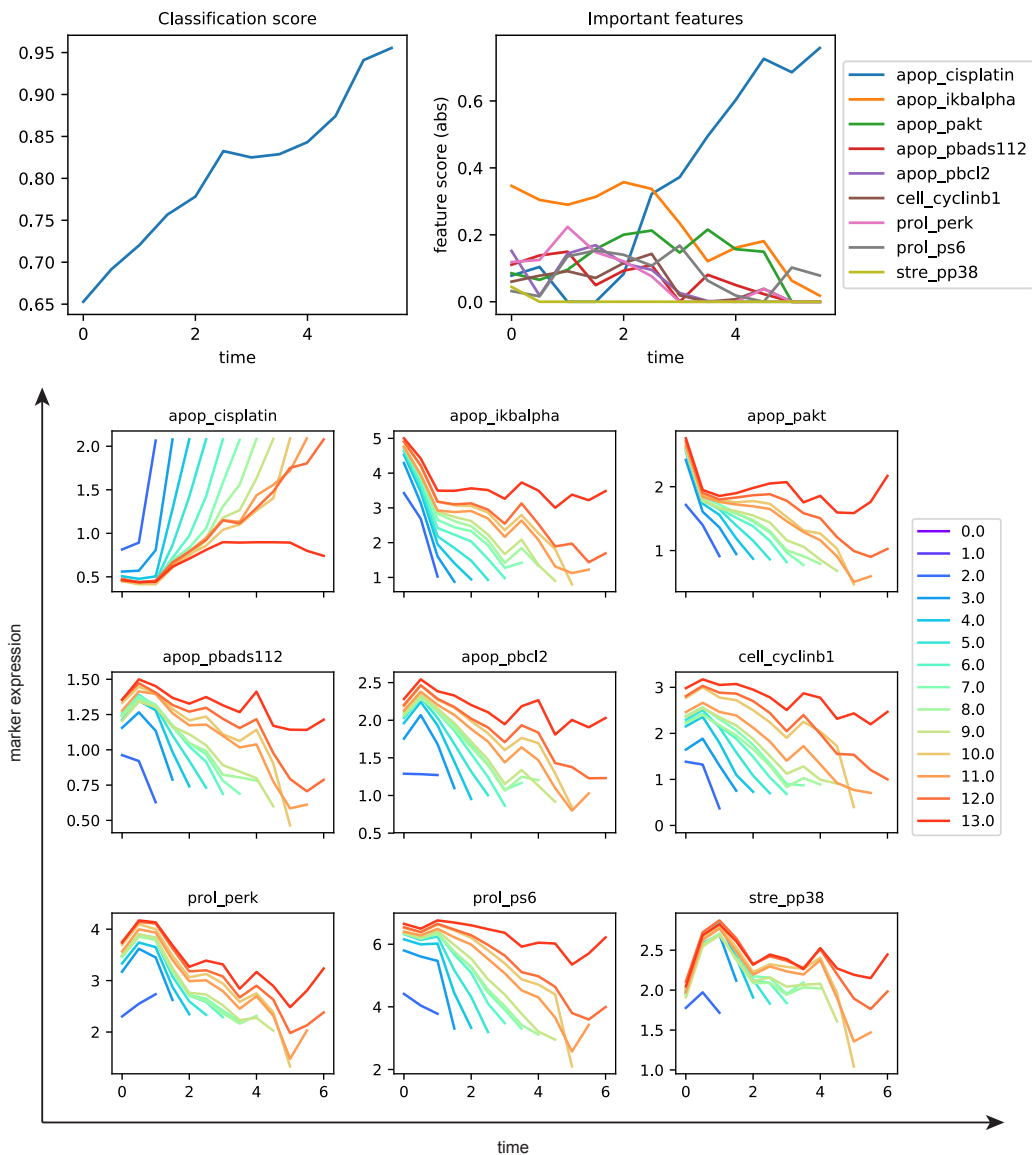 Classification score
0.95
0.90
0.85
0.80
0.75
0.70
0.65
0 2 4
time
Important features
feature score (abs)
0.6
0.4
0.2
0.0
0 2 4
time
apop_cisplatin
apop_ikbalpha
apop_pakt
apop_pbads112
apop_pbcl2
cell_cyclinb1
prol_perk
prol_ps6
stre_pp38
marker expression
apop_cisplatin
2.0
1.5
1.0
0.5
apop_ikbalpha
5
4
3
2
1
apop_pakt
2
1
apop_pbads112
1.50
1.25
1.00
0.75
0.50
apop_pbcl2
2.5
2.0
1.5
1.0
0.5
cell_cyclinb1
3
2
1
0
prol_perk
4
3
2
0 2 4 6
prol_ps6
6
4
2
0 2 4 6
stre_pp38
2.5
2.0
1.5
1.0
0 2 4 6
0.0
1.0
2.0
3.0
4.0
5.0
6.0
7.0
8.0
9.0
10.0
11.0
12.0
13.0
time